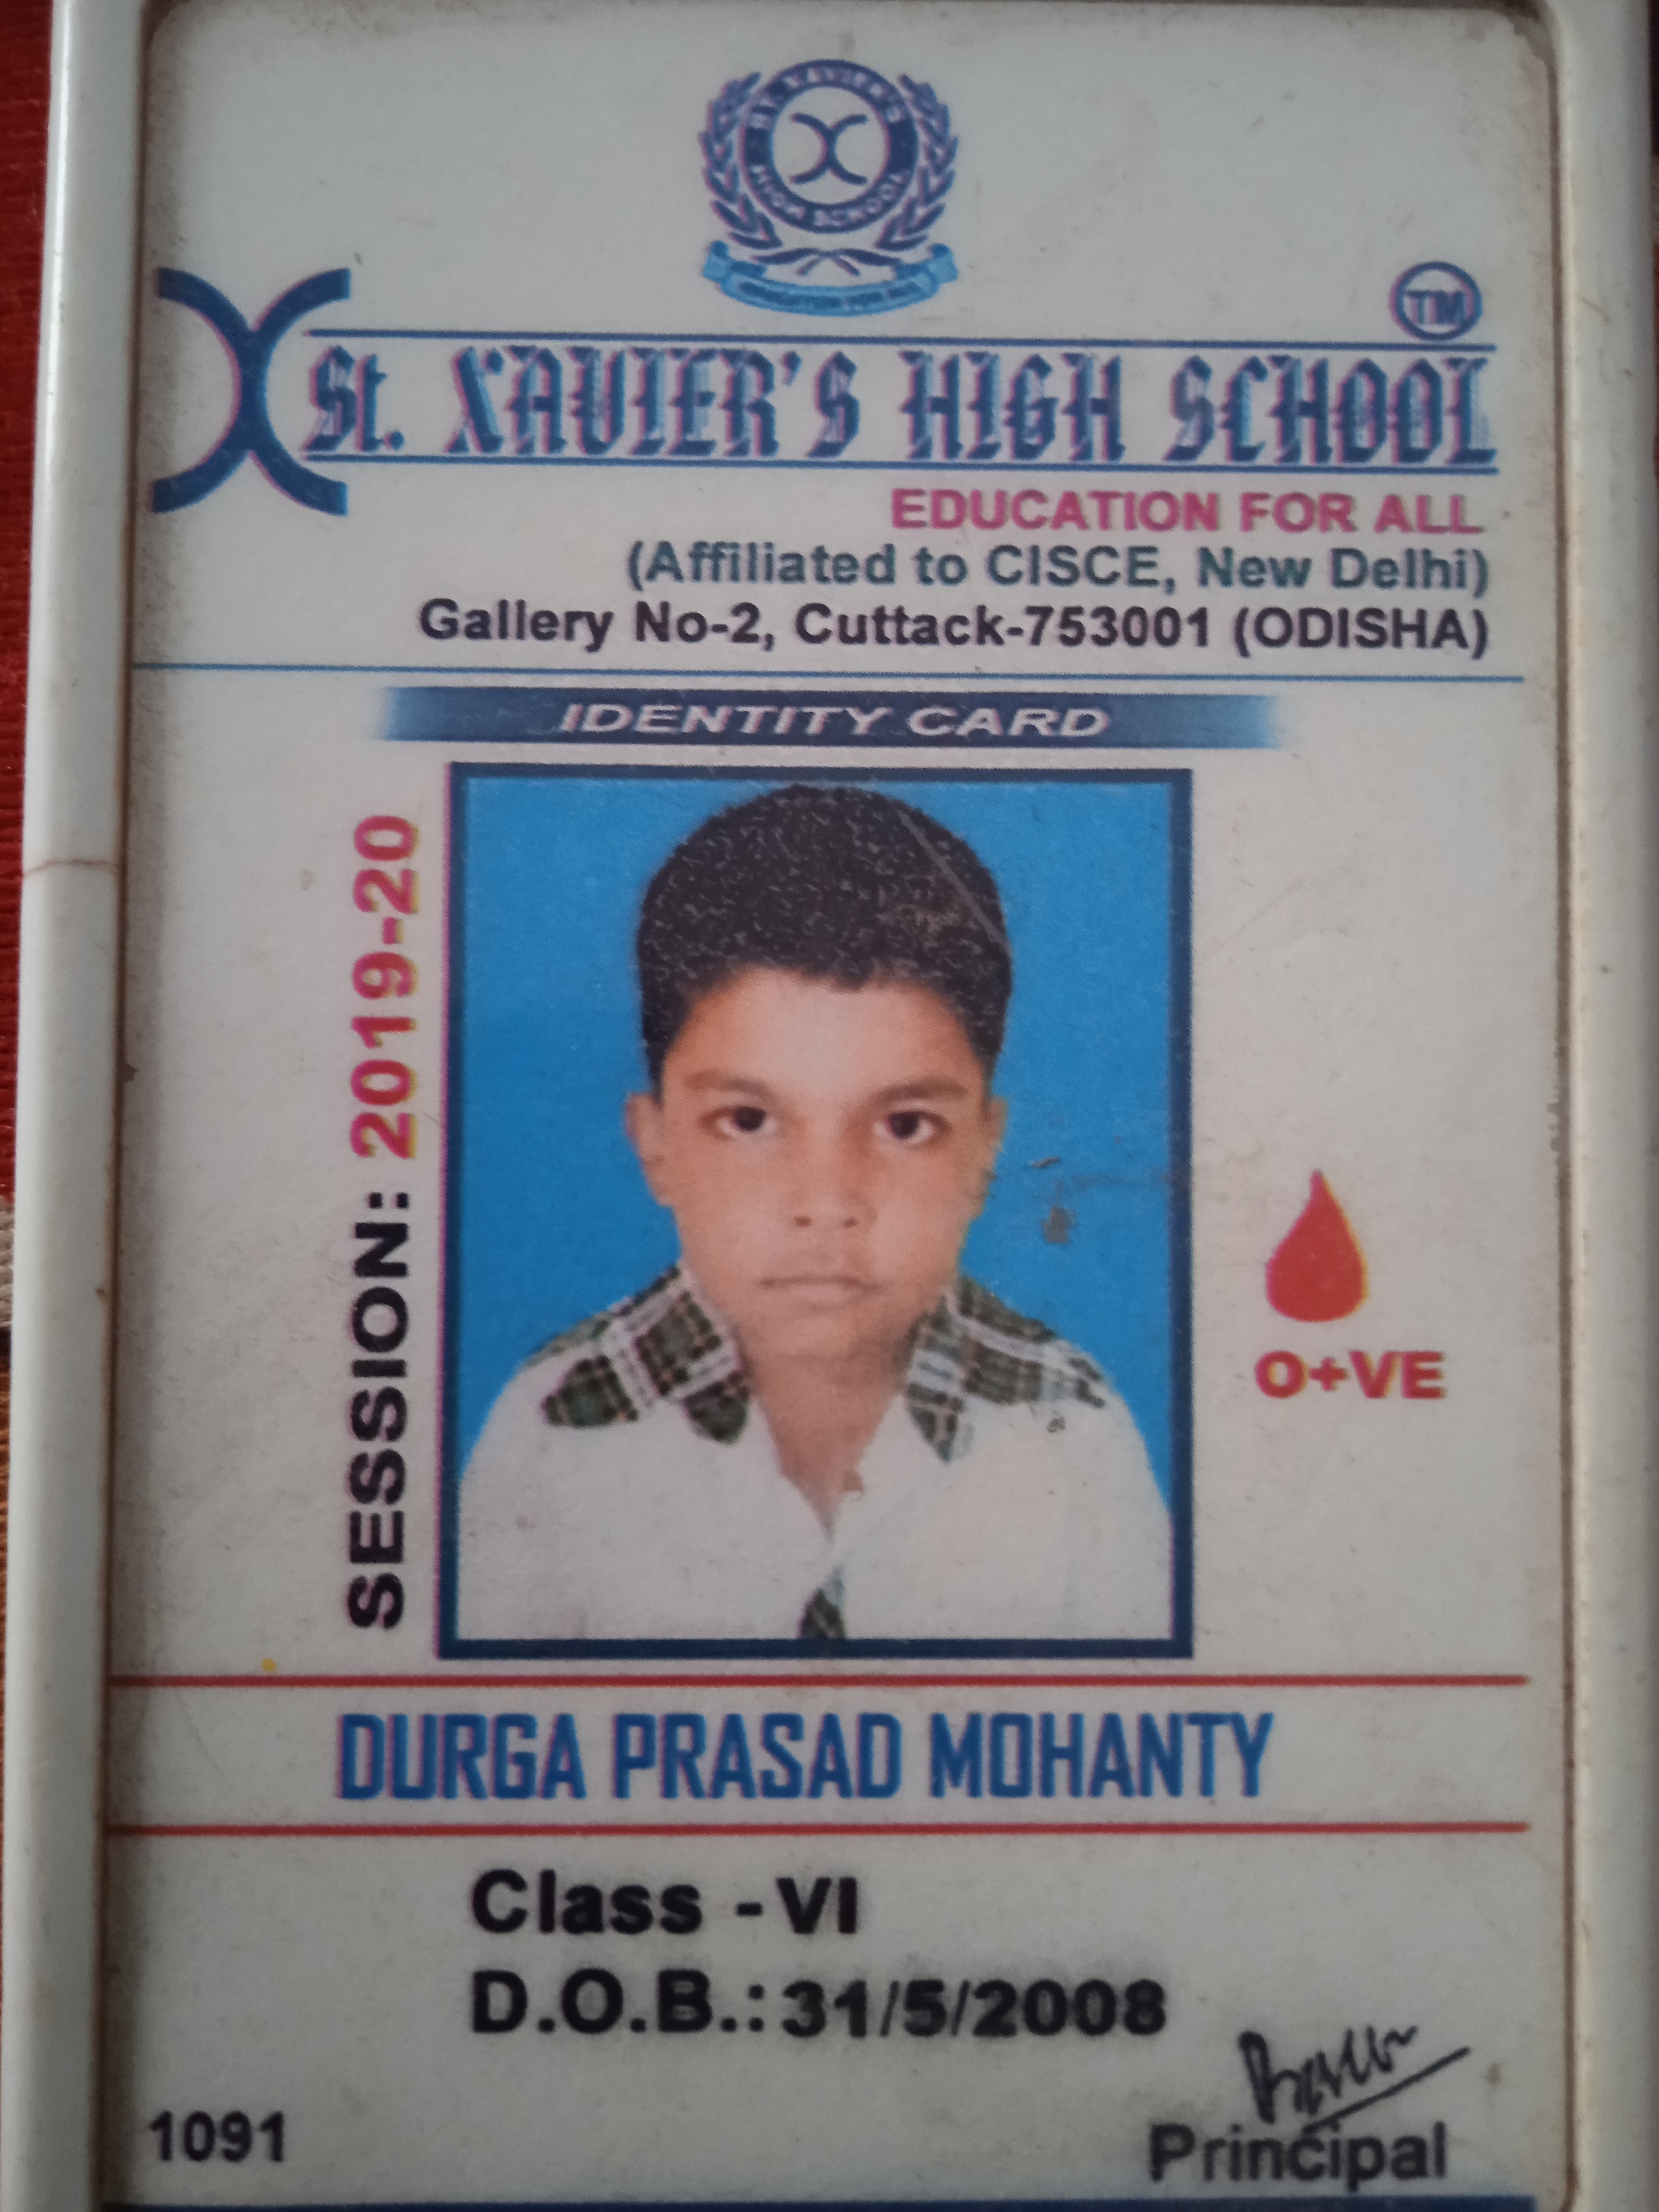 ST. XAVIER'S
HIGH SCHOOL
EDUCATION FOR ALL
TM
St. XAVIER'S HIGH SCHOOL
EDUCATION FOR ALL
(Affiliated to CISCE, New Delhi)
Gallery No-2, Cuttack-753001 (ODISHA)
IDENTITY CARD
SESSION: 2019-20
O+VE
DURGA PRASAD MOHANTY
Class - VI
D.O.B.: 31/5/2008
1091
Principal